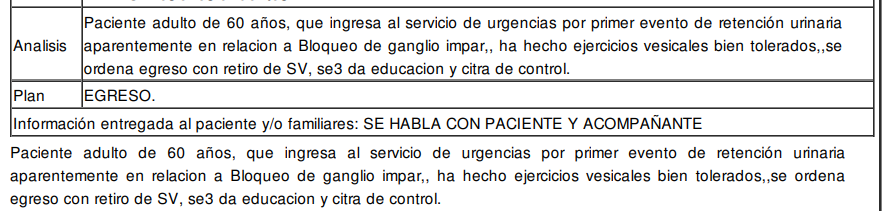 Analisis
Paciente adulto de 60 años, que ingresa al servicio de urgencias por primer evento de retención urinaria
aparentemente en relacion a Bloqueo de ganglio impar,, ha hecho ejercicios vesicales bien tolerados,,se
ordena egreso con retiro de SV, se3 da educacion y citra de control.
Plan
EGRESO.
Información entregada al paciente y/o familiares: SE HABLA CON PACIENTE Y ACOMPAÑANTE
Paciente adulto de 60 años, que ingresa al servicio de urgencias por primer evento de retención urinaria
aparentemente en relacion a Bloqueo de ganglio impar,, ha hecho ejercicios vesicales bien tolerados,,se ordena
egreso con retiro de SV, se3 da educacion y citra de control.